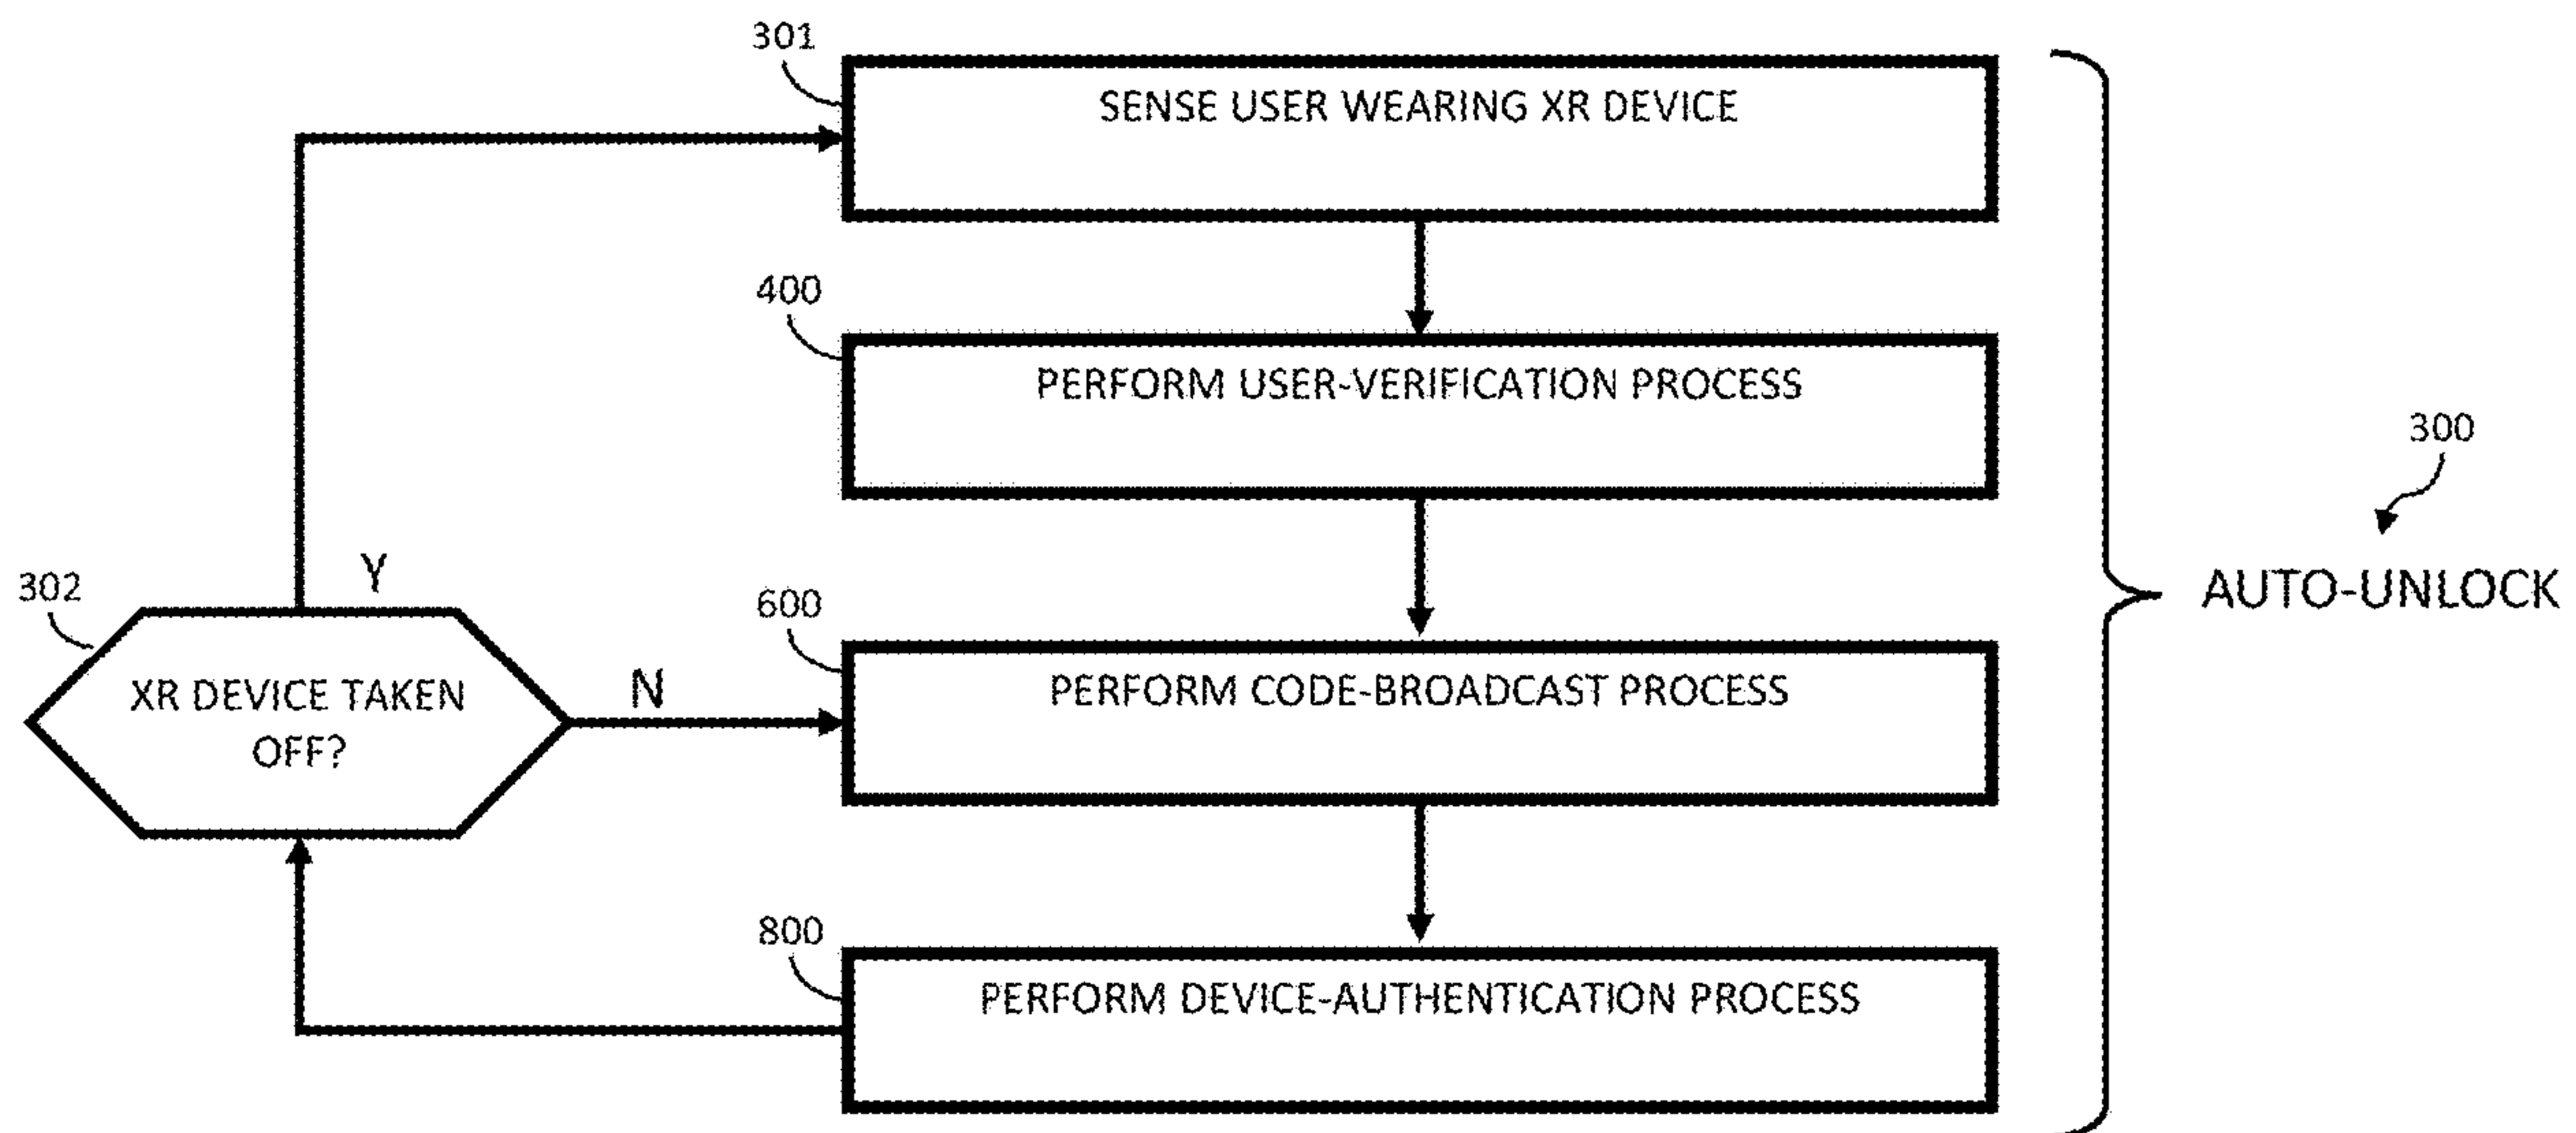 301
SENSE USER WEARING XR DEVICE
400
PERFORM USER-VERIFICATION PROCESS
300
AUTO-UNLOCK
Y
302
XR DEVICE TAKEN
OFF?
N
600
PERFORM CODE-BROADCAST PROCESS
800
PERFORM DEVICE-AUTHENTICATION PROCESS